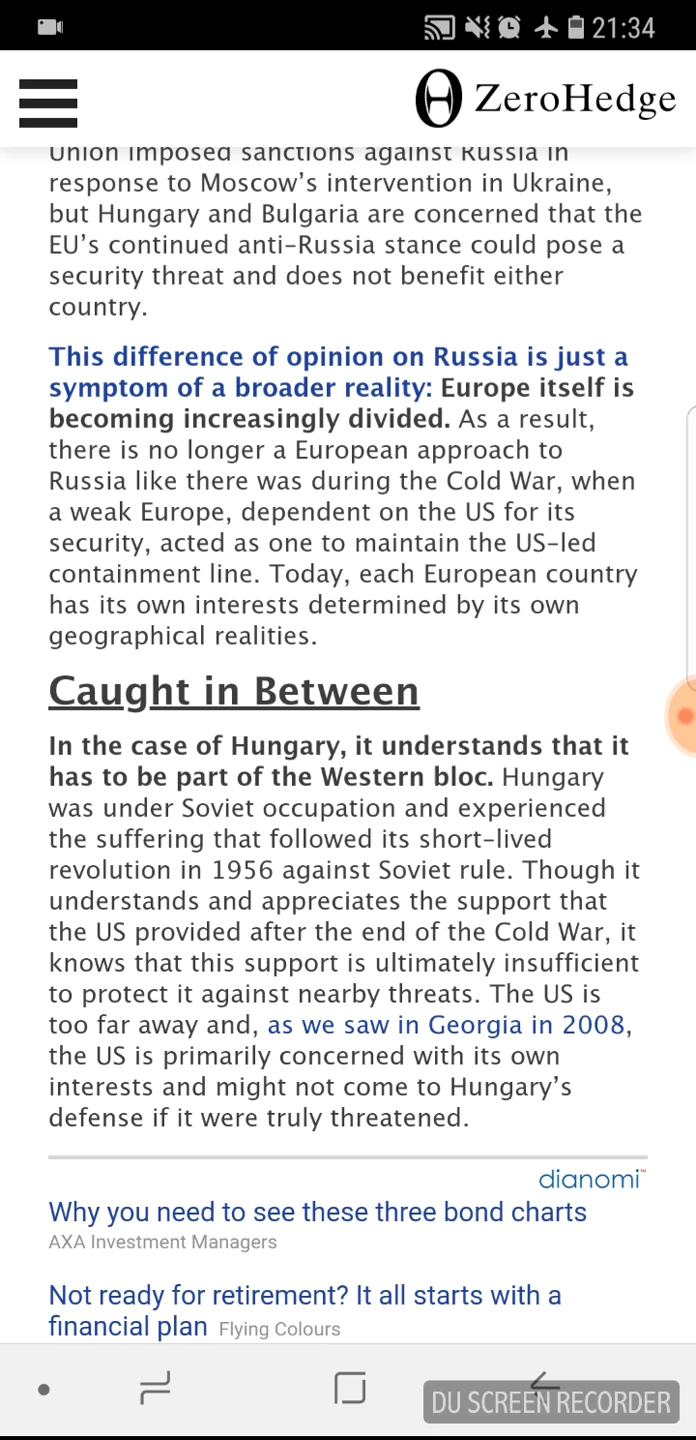 21:34
ZeroHedge
Union imposed sanctions against Russia in
response to Moscow’s intervention in Ukraine,
but Hungary and Bulgaria are concerned that the
EU’s continued anti-Russia stance could pose a
security threat and does not benefit either
country.
This difference of opinion on Russia is just a
symptom of a broader reality: Europe itself is
becoming increasingly divided. As a result,
there is no longer a European approach to
Russia like there was during the Cold War, when
a weak Europe, dependent on the US for its
security, acted as one to maintain the US-led
containment line. Today, each European country
has its own interests determined by its own
geographical realities.
Caught in Between
In the case of Hungary, it understands that it
has to be part of the Western bloc. Hungary
was under Soviet occupation and experienced
the suffering that followed its short-lived
revolution in 1956 against Soviet rule. Though it
understands and appreciates the support that
the US provided after the end of the Cold War, it
knows that this support is ultimately insufficient
to protect it against nearby threats. The US is
too far away and, as we saw in Georgia in 2008,
the US is primarily concerned with its own
interests and might not come to Hungary’s
defense if it were truly threatened.
dianomi™
Why you need to see these three bond charts
AXA Investment Managers
Not ready for retirement? It all starts with a
financial plan Flying Colours
DU SCREEN RECORDER